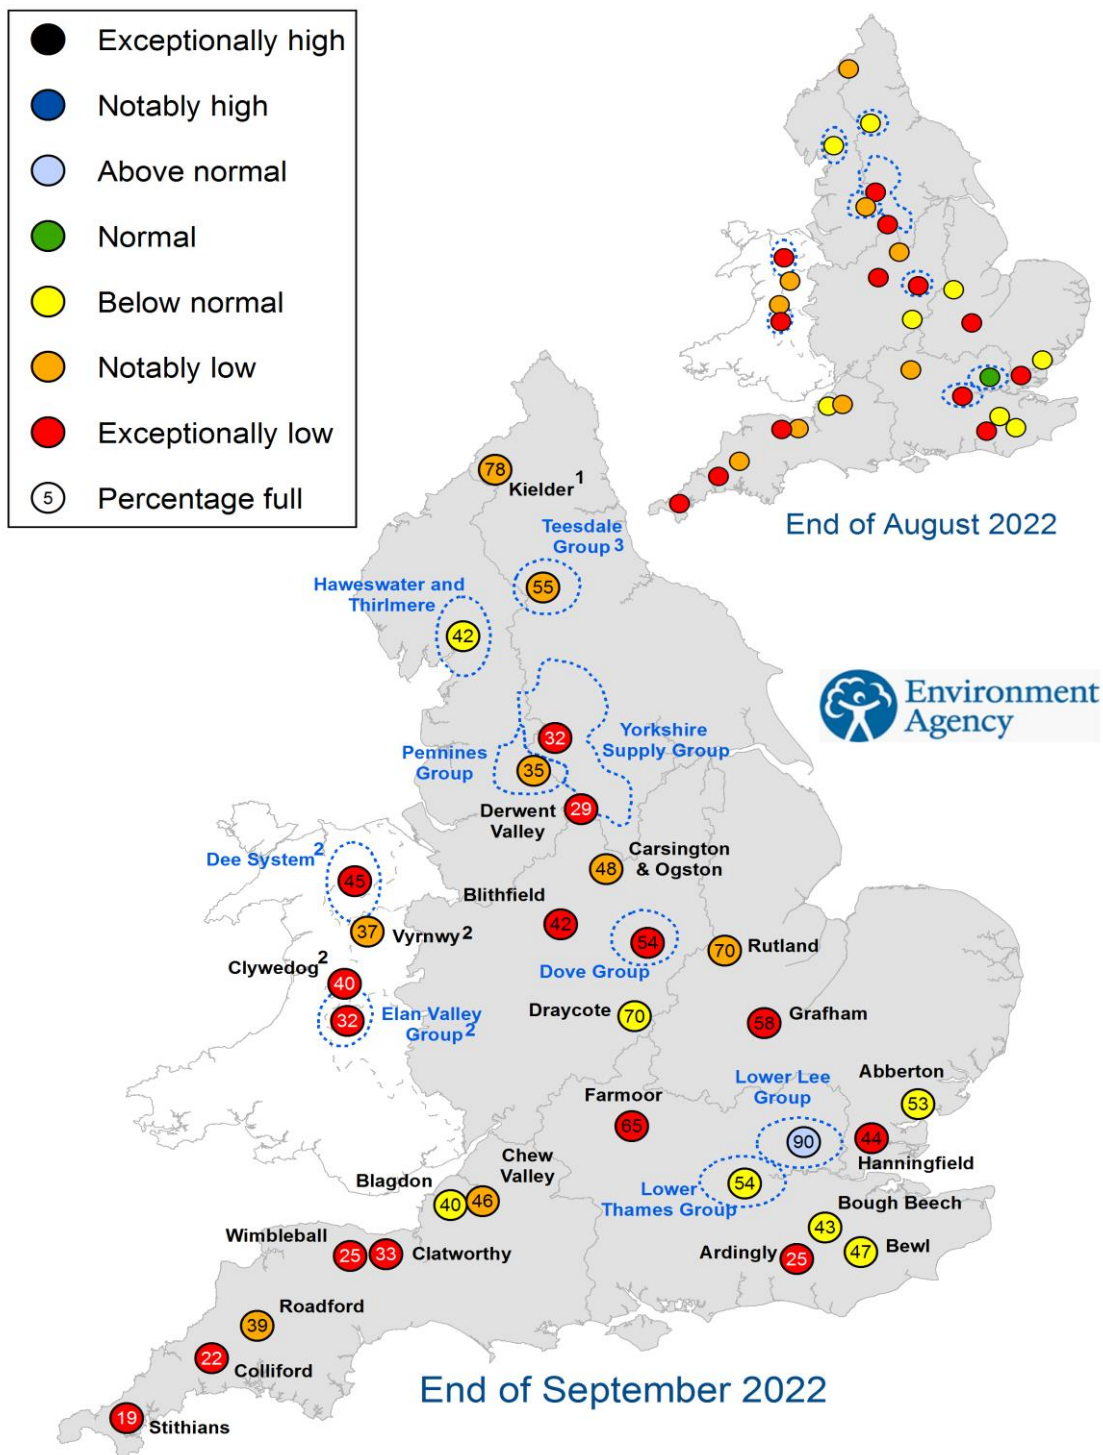 Exceptionally high
Notably high
Above normal
Normal
Below normal
Notably low
Exceptionally low
5 Percentage full
End of August 2022
78
Kielder1
Teesdale
Group3
55
Haweswater and
Thirlmere
42
Environment
Agency
32
Yorkshire
Supply Group
Pennines
Group
35
Derwent
Valley
29
Dee System2
45
Carsington
& Ogston
48
Blithfield
42
37
Vyrnwy2
54
Dove Group
70
Rutland
Clywedog2
40
32
Elan Valley
Group2
Draycote
70
58
Grafham
Abberton
53
Lower Lee
Group
90
Farmoor
65
44
Hanningfield
Chew
Valley
46
Blagdon
40
54
Lower
Thames Group
Bough Beech
43
47
Bewl
Ardingly
25
Wimbleball
25
33
Clatworthy
Roadford
39
22
Colliford
End of September 2022
19
Stithians